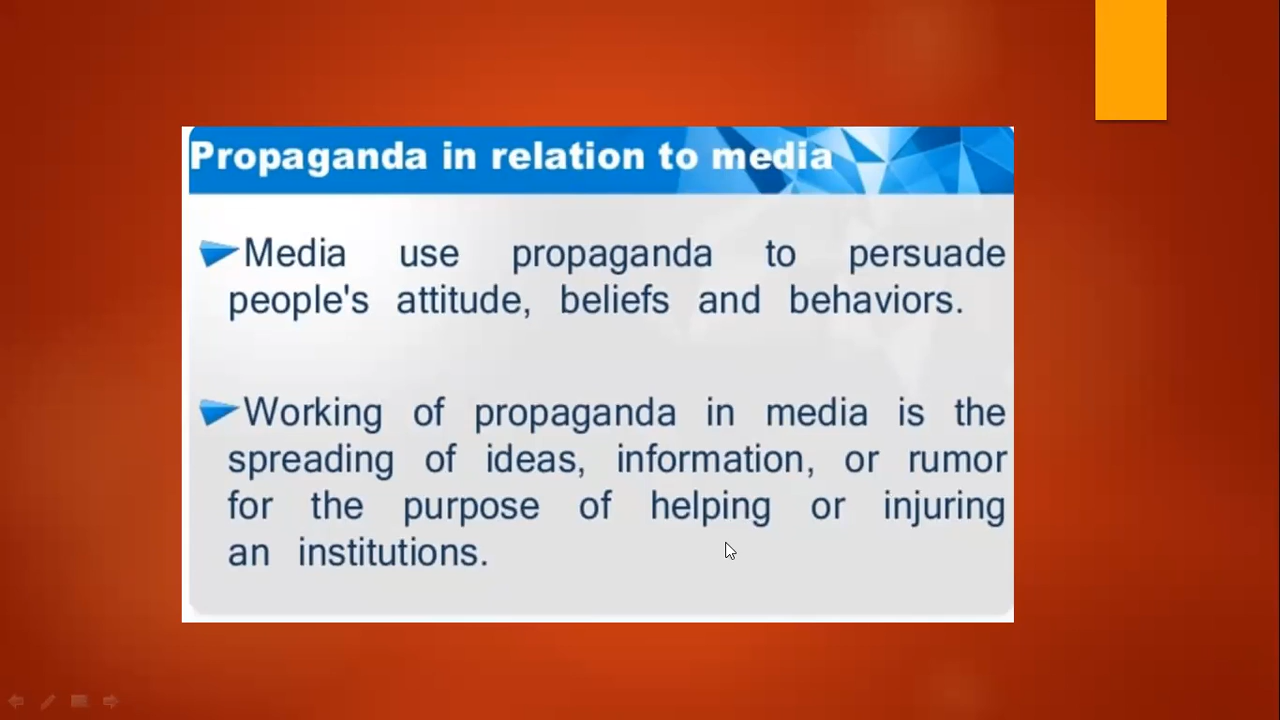 Propaganda in relation to media
Media use propaganda to persuade
people's attitude, beliefs and behaviors.
Working of propaganda in media is the
spreading of ideas, information, or rumor
for the purpose of helping or injuring
an institutions.